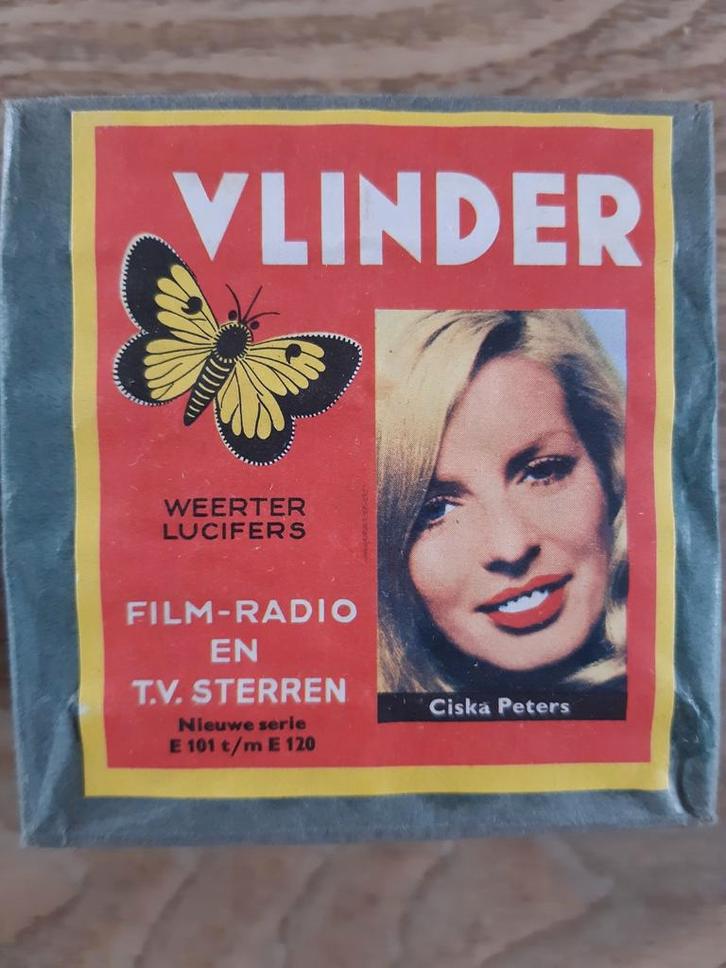 VLINDER
WEERTER
LUCIFERS
FILM-RADIO
EN
T.V. STERREN
Nieuwe serie
E 101 t/m E 120
Ciska Peters